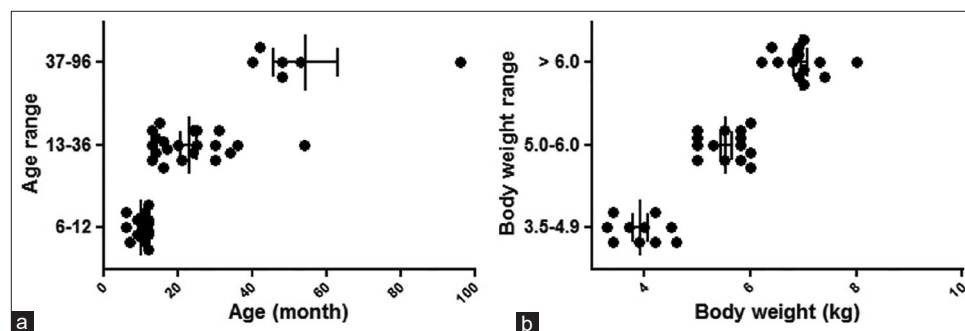 a
Age range
37-96
13-36
6-12
0
20
40
60
80
100
Age (month)
b
Body weight range
> 6.0
5.0-6.0
3.5-4.9
4
6
8
10
Body weight (kg)